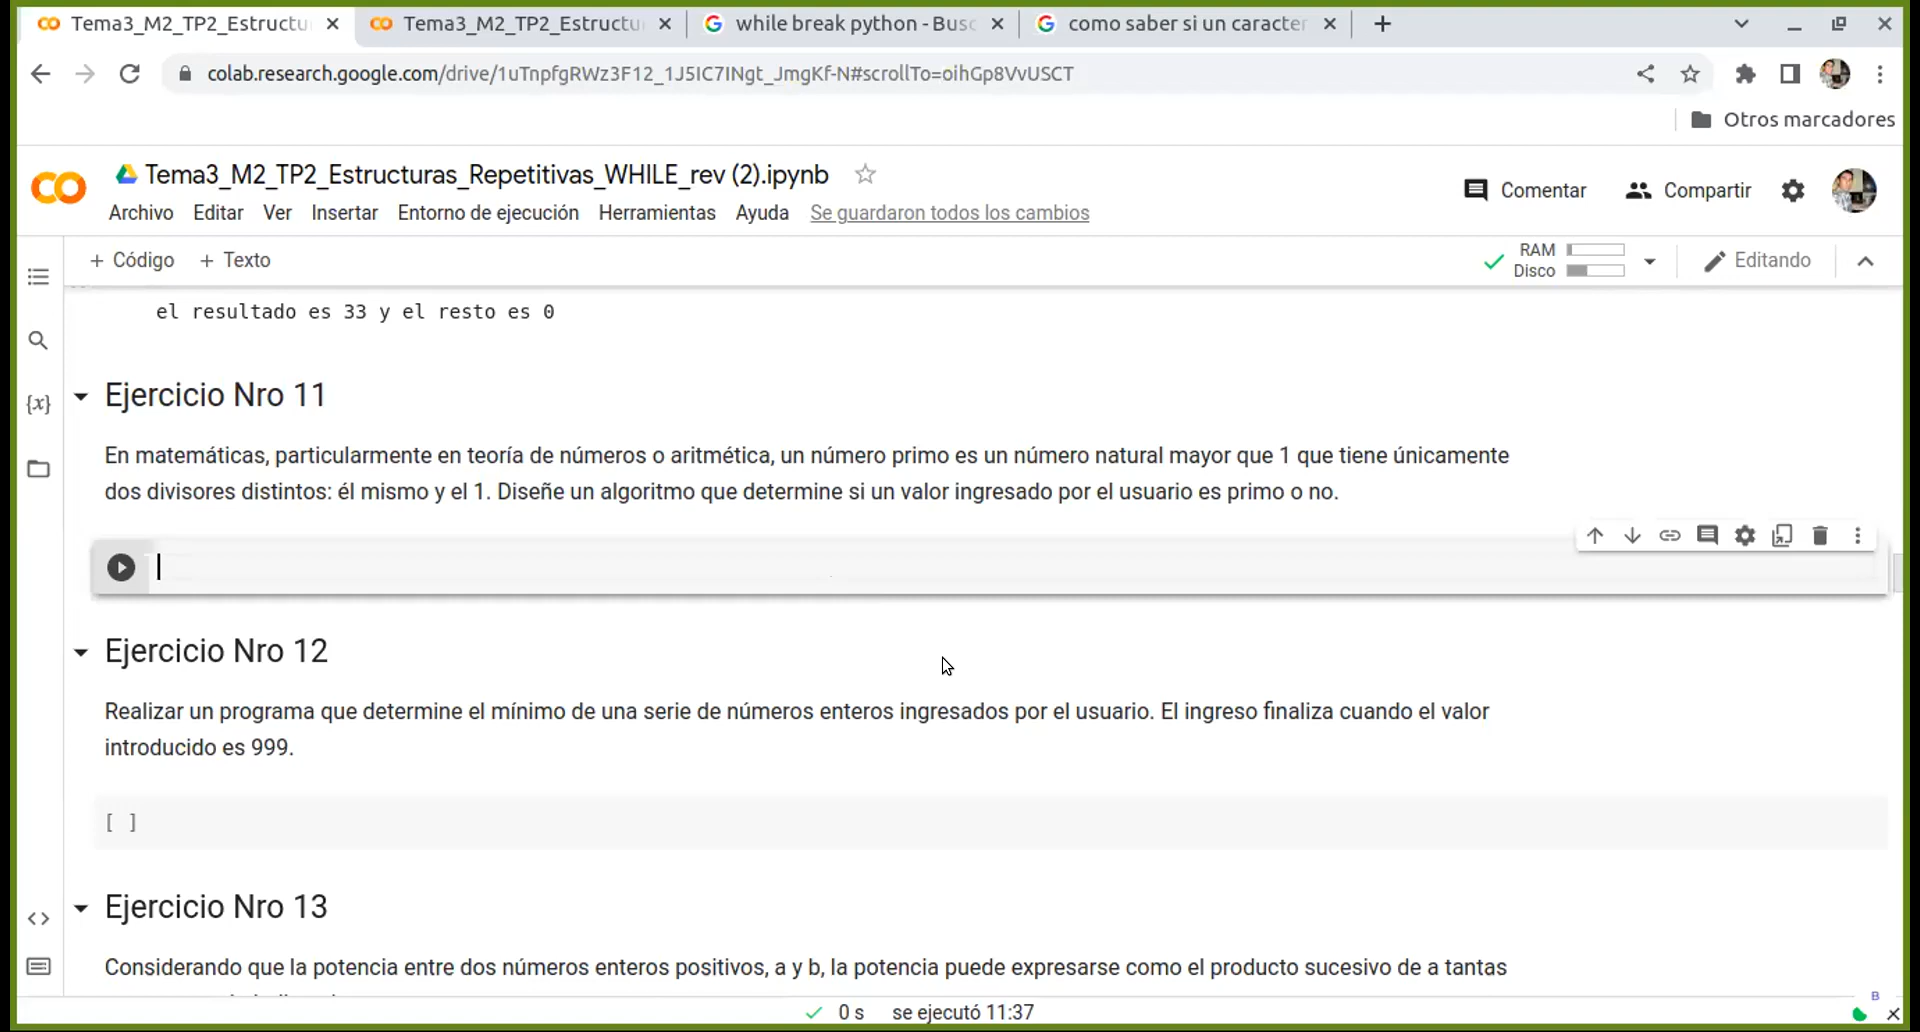 Tema3_M2_TP2_Estructu
Tema3_M2_TP2_Estructu
while break python - Busc
como saber si un caracter
colab.research.google.com/drive/1uTnpfgRWz3F12_1J5IC7INgt_JmgKf-N#scrollTo=oihGp8VvUSCT
Otros marcadores
Tema3_M2_TP2_Estructuras_Repetitivas_WHILE_rev (2).ipynb
Comentar
Compartir
Archivo Editar Ver Insertar Entorno de ejecución Herramientas Ayuda Se guardaron todos los cambios
+ Código + Texto
RAM
Disco
Editando
el resultado es 33 y el resto es 0
Ejercicio Nro 11
En matemáticas, particularmente en teoría de números o aritmética, un número primo es un número natural mayor que 1 que tiene únicamente
dos divisores distintos: él mismo y el 1. Diseñe un algoritmo que determine si un valor ingresado por el usuario es primo o no.
Ejercicio Nro 12
Realizar un programa que determine el mínimo de una serie de números enteros ingresados por el usuario. El ingreso finaliza cuando el valor
introducido es 999.
[ ]
Ejercicio Nro 13
Considerando que la potencia entre dos números enteros positivos, a y b, la potencia puede expresarse como el producto sucesivo de a tantas
0 s se ejecutó 11:37
B